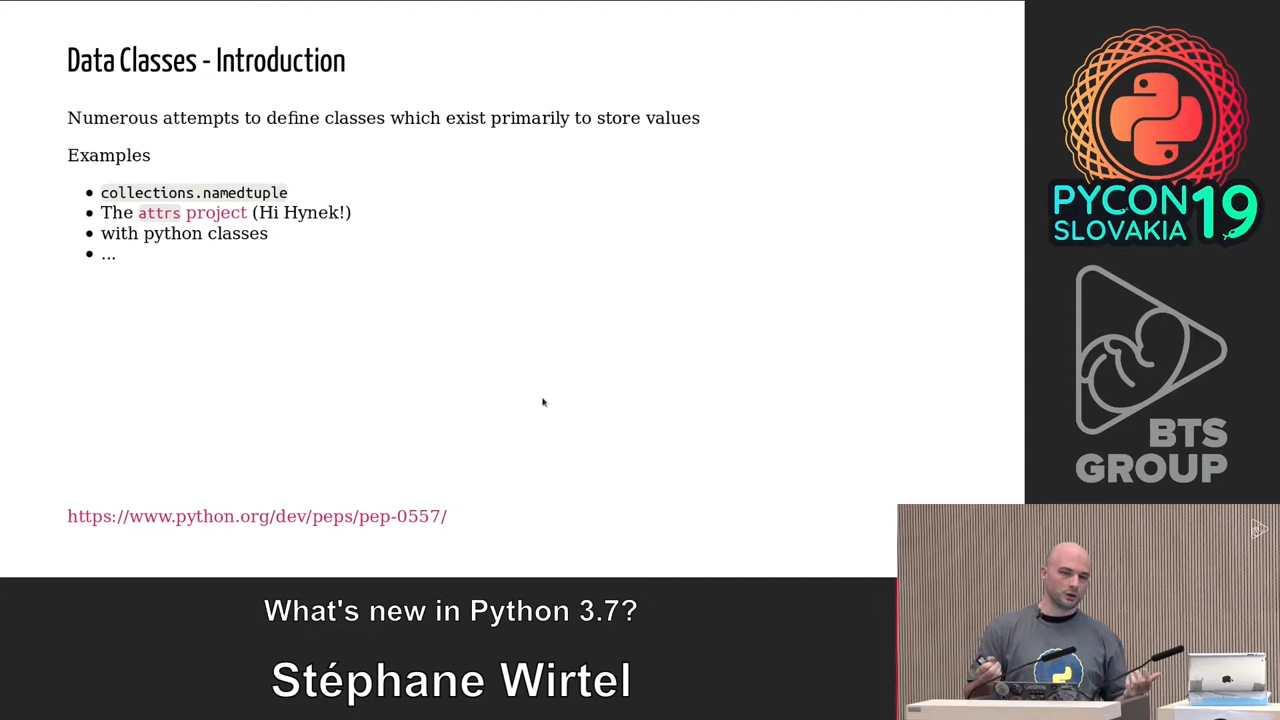 Data Classes - Introduction
Numerous attempts to define classes which exist primarily to store values
Examples
• collections.namedtuple
• The attrs project (Hi Hynek!)
• with python classes
• ...
https://www.python.org/dev/peps/pep-0557/
PYCON 19
SLOVAKIA
BTS
GROUP
What's new in Python 3.7?
Stéphane Wirtel